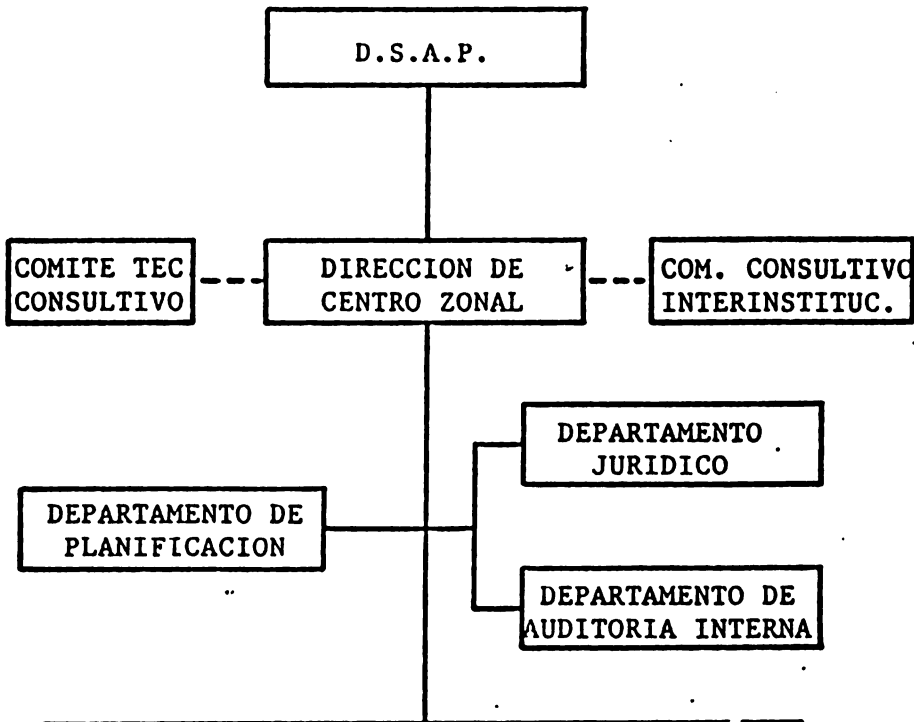 D.S.A.P.
COMITE TEC
CONSULTIVO
DIRECCION DE
CENTRO ZONAL
COM. CONSULTIVO
INTERINSTITUC.
DEPARTAMENTO
JURIDICO
DEPARTAMENTO DE
PLANIFICACION
DEPARTAMENTO DE
AUDITORIA INTERNA